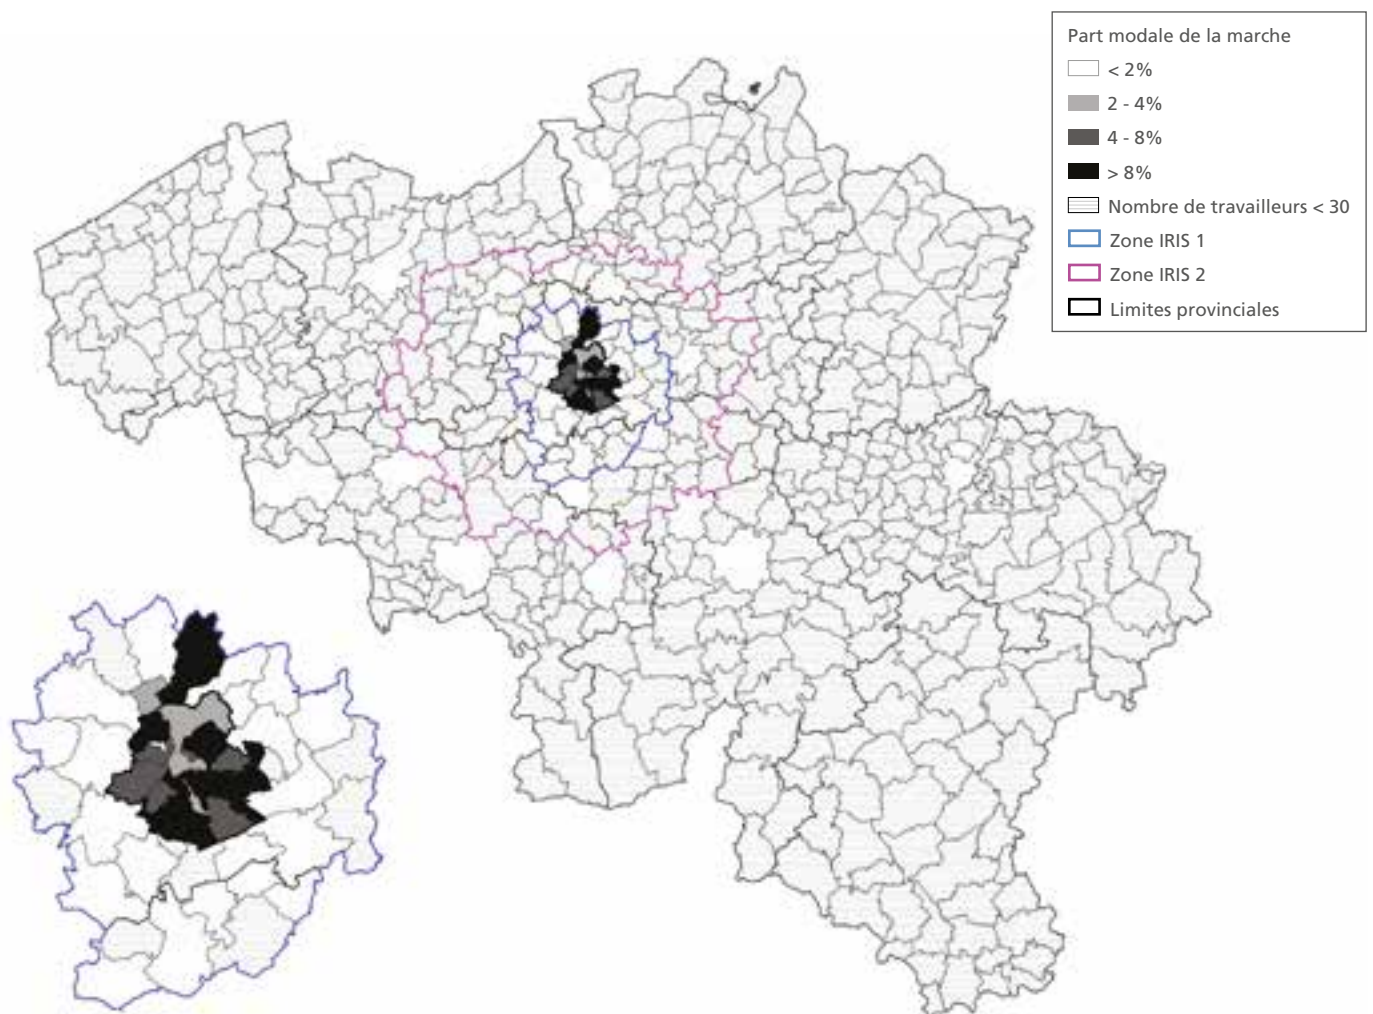 Part modale de la marche
< 2%
2 - 4%
4 - 8%
> 8%
Nombre de travailleurs < 30
Zone IRIS 1
Zone IRIS 2
Limites provinciales